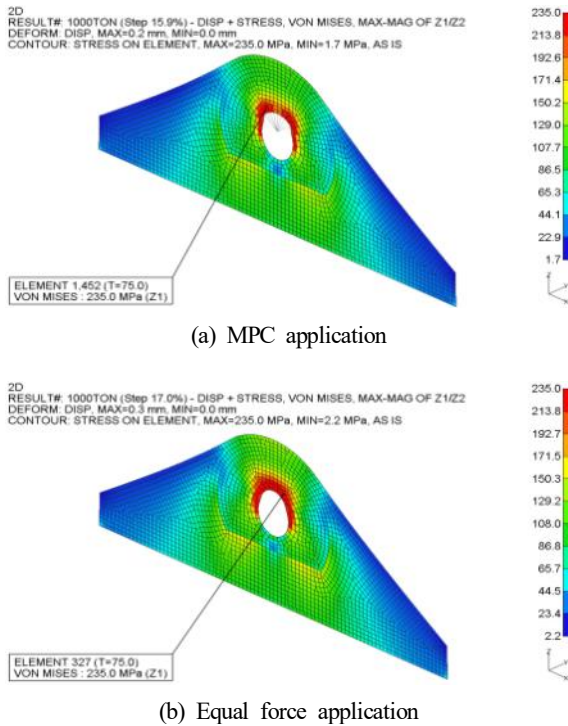 2D
RESULT#: 1000TON (Step 15.9%) - DISP + STRESS, VON MISES, MAX-MAG OF Z1/Z2
DEFORM: DISP, MAX=0.2 mm, MIN=0.0 mm
CONTOUR: STRESS ON ELEMENT, MAX=235.0 MPa, MIN=1.7 MPa, AS IS
235.0
213.8
192.6
171.4
150.2
129.0
107.7
86.5
65.3
44.1
22.9
1.7
ELEMENT 1,452 (T=75.0)
VON MISES : 235.0 MPa (Z1)
Z
Y
X
(a) MPC application
2D
RESULT#: 1000TON (Step 17.0%) - DISP + STRESS, VON MISES, MAX-MAG OF Z1/Z2
DEFORM: DISP, MAX=0.3 mm, MIN=0.0 mm
CONTOUR: STRESS ON ELEMENT, MAX=235.0 MPa, MIN=2.2 MPa, AS IS
235.0
213.8
192.7
171.5
150.3
129.2
108.0
86.8
65.7
44.5
23.4
2.2
ELEMENT 327 (T=75.0)
VON MISES : 235.0 MPa (Z1)
Z
Y
X
(b) Equal force application